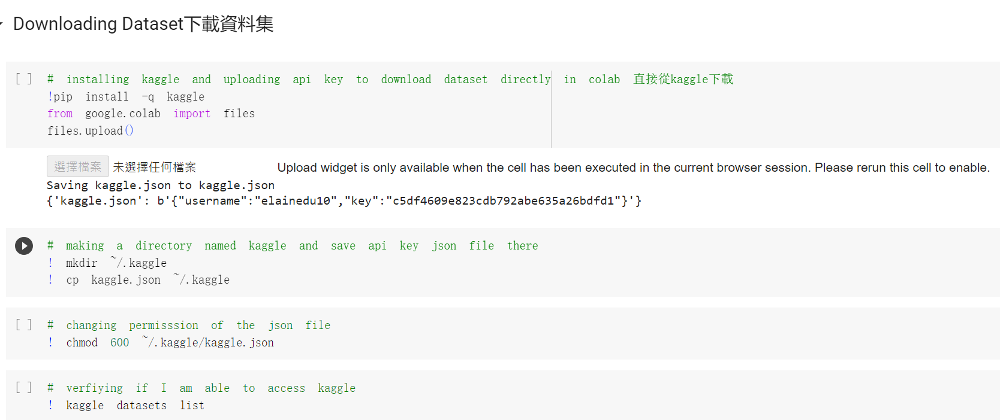 Downloading Dataset下載資料集
[ ] # installing kaggle and uploading api key to download dataset directly in colab 直接從kaggle下載
!pip install -q kaggle
from google.colab import files
files.upload()
選擇檔案 未選擇任何檔案 Upload widget is only available when the cell has been executed in the current browser session. Please rerun this cell to enable.
Saving kaggle.json to kaggle.json
{'kaggle.json': b'{"username":"elainedu10","key":"c5df4609e823cdb792abe635a26bdfd1"}'}
# making a directory named kaggle and save api key json file there
! mkdir ~/.kaggle
! cp kaggle.json ~/.kaggle
[ ] # changing permisssion of the json file
! chmod 600 ~/.kaggle/kaggle.json
[ ] # verfiying if I am able to access kaggle
! kaggle datasets list